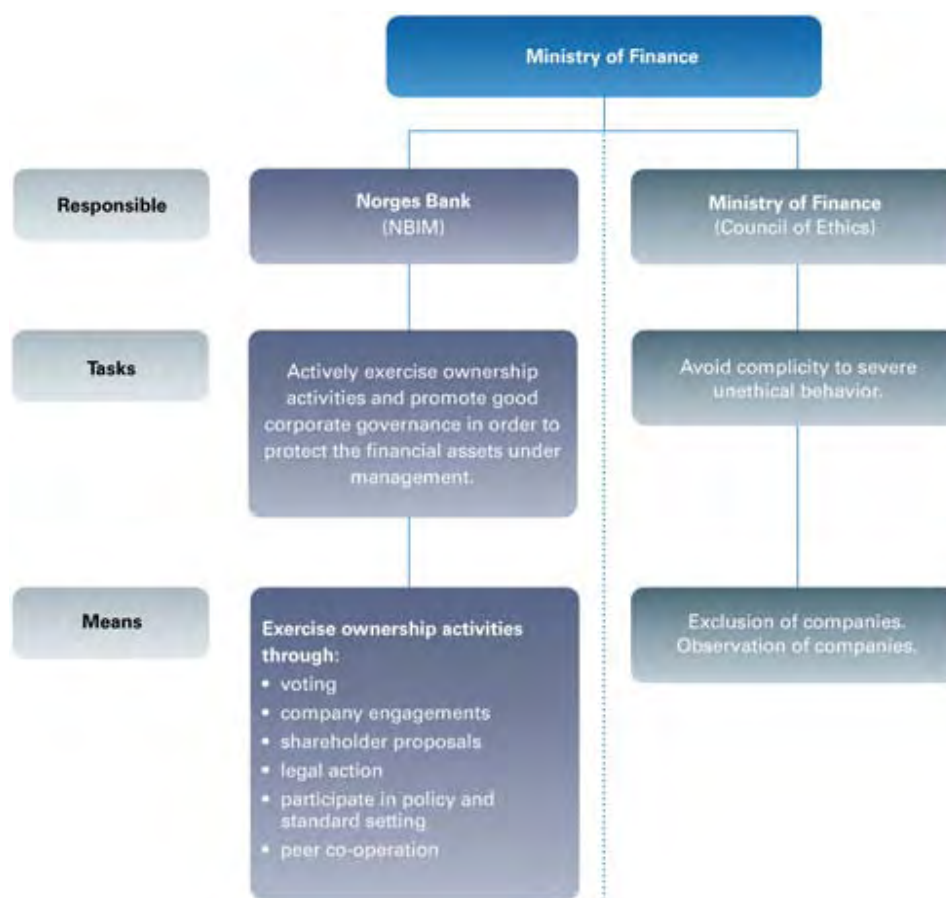 Ministry of Finance
Responsible
Norges Bank
(NBIM)
Ministry of Finance
(Council of Ethics)
Tasks
Actively exercise ownership
activities and promote good
corporate governance in order to
protect the financial assets under
management.
Avoid complicity to severe
unethical behavior.
Means
Exercise ownership activities
through:
• voting
• company engagements
• shareholder proposals
• legal action
• participate in policy and
standard setting
• peer co-operation
Exclusion of companies.
Observation of companies.